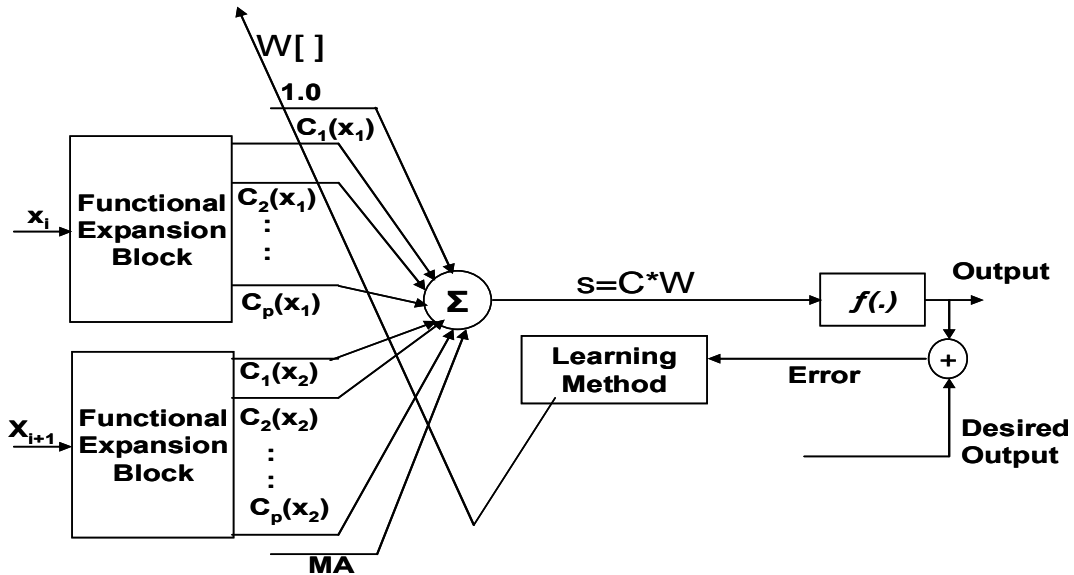 W[ ]
1.0
C₁(x₁)
Functional
Expansion
Block
xᵢ
C₂(x₁)
:
:
Cₚ(x₁)
Σ
s=C*W
f(.)
Output
+
Error
Learning
Method
Desired
Output
Functional
Expansion
Block
Xᵢ₊₁
C₁(x₂)
C₂(x₂)
:
:
Cₚ(x₂)
MA